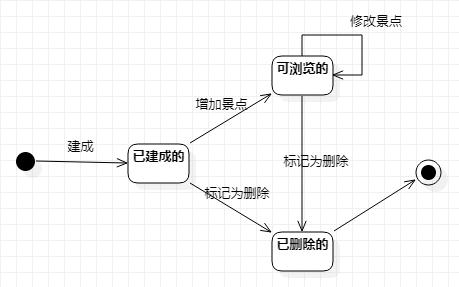 修改景点
可浏览的
增加景点
建成
已建成的
标记为删除
标记为删除
已删除的